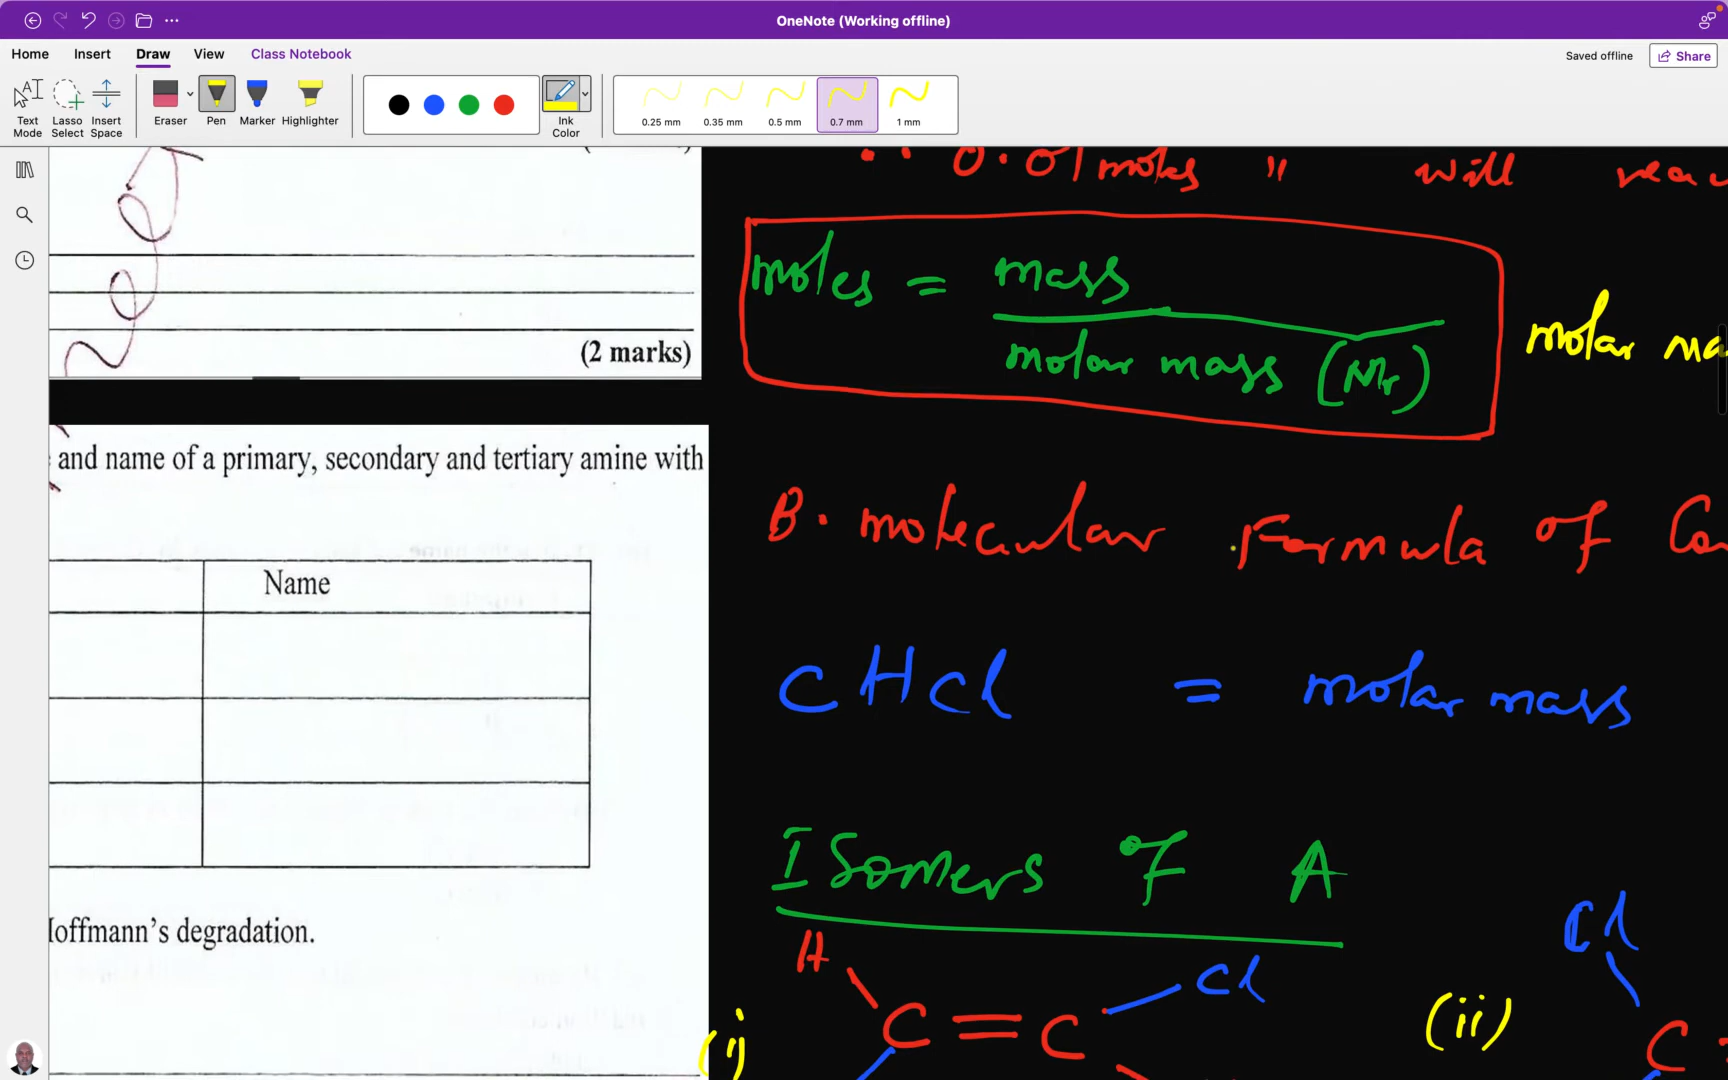 OneNote (Working offline)
Home Insert Draw View Class Notebook
Saved offline Share
Text Mode
Lasso Select
Insert Space
Eraser Pen Marker Highlighter
Ink Color
0.25 mm 0.35 mm 0.5 mm 0.7 mm 1 mm
∴ 0.01 moles " will
moles = mass
molar mass (Mr)
molar
(2 marks)
and name of a primary, secondary and tertiary amine with
B. molecular Formula of
Name
CHCl = molar mass
Isomers of A
offmann's degradation.
H Cl Cl
(i) C = C (ii) C